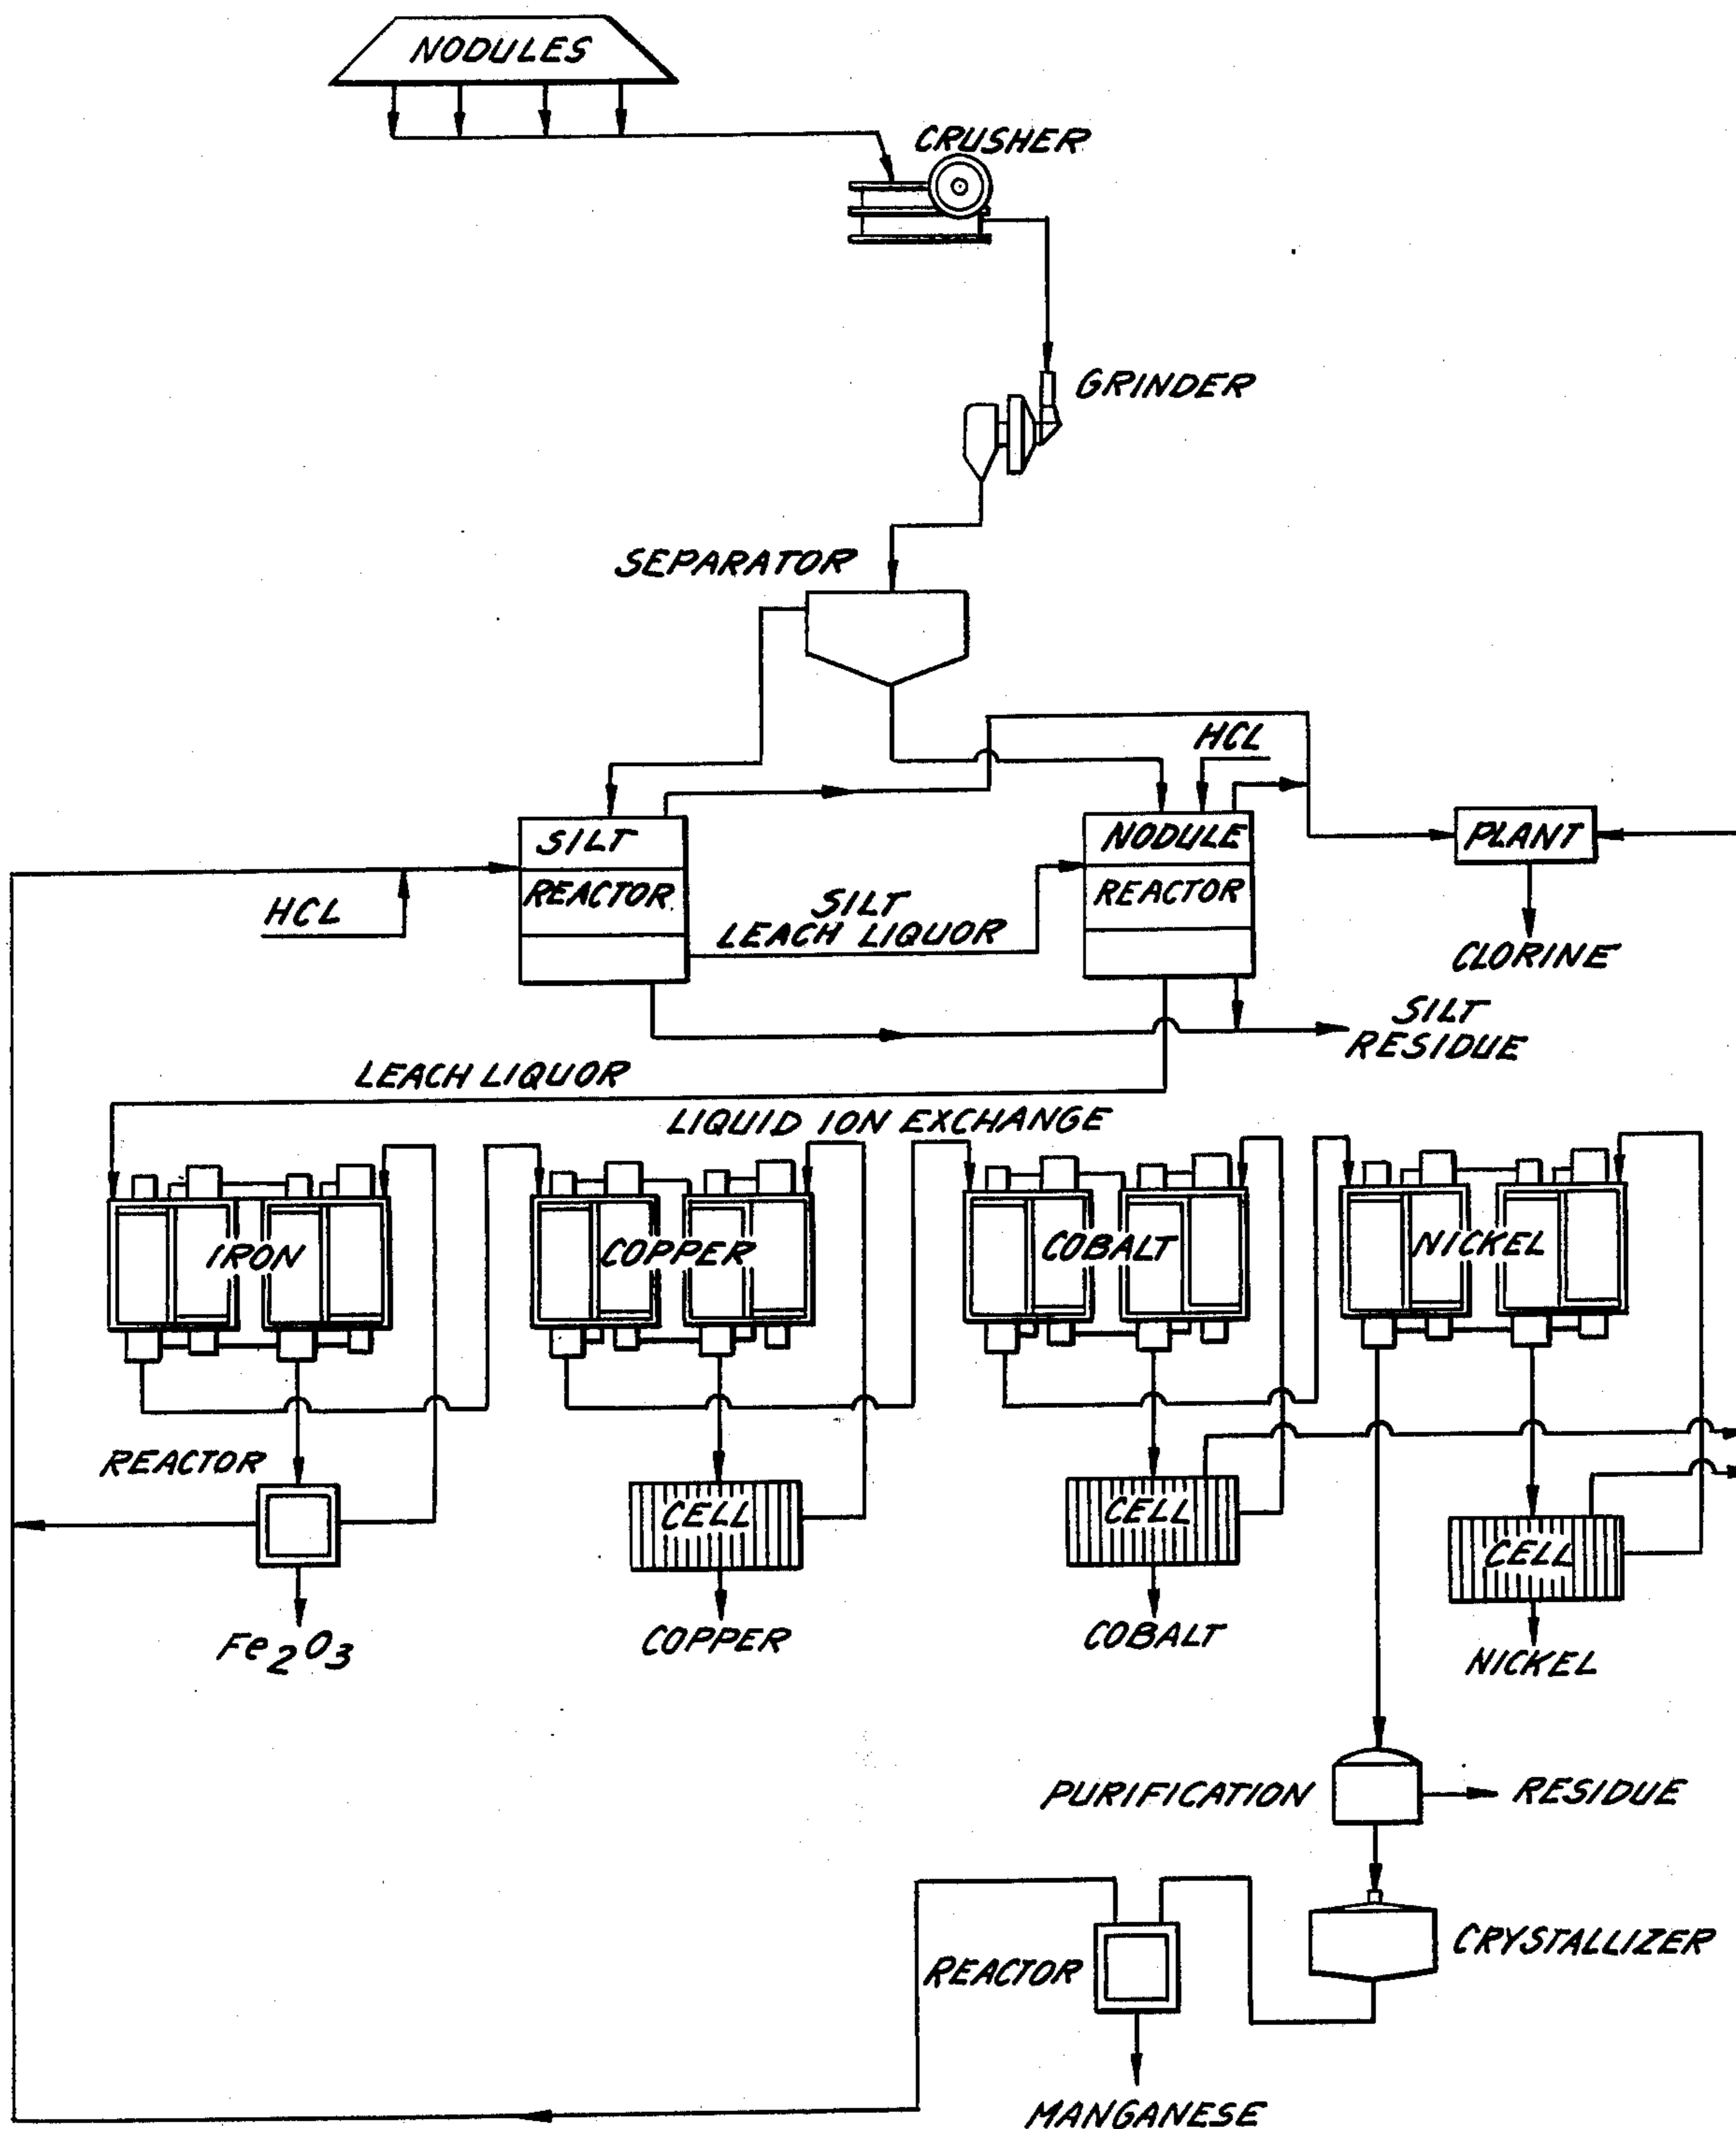 NODULES
CRUSHER
GRINDER
SEPARATOR
HCL
SILT
REACTOR
NODULE
REACTOR
PLANT
HCL
SILT
LEACH LIQUOR
CLORINE
SILT
RESIDUE
LEACH LIQUOR
LIQUID ION EXCHANGE
IRON
COPPER
COBALT
NICKEL
REACTOR
CELL
CELL
CELL
Fe2O3
COPPER
COBALT
NICKEL
PURIFICATION
RESIDUE
CRYSTALLIZER
REACTOR
MANGANESE